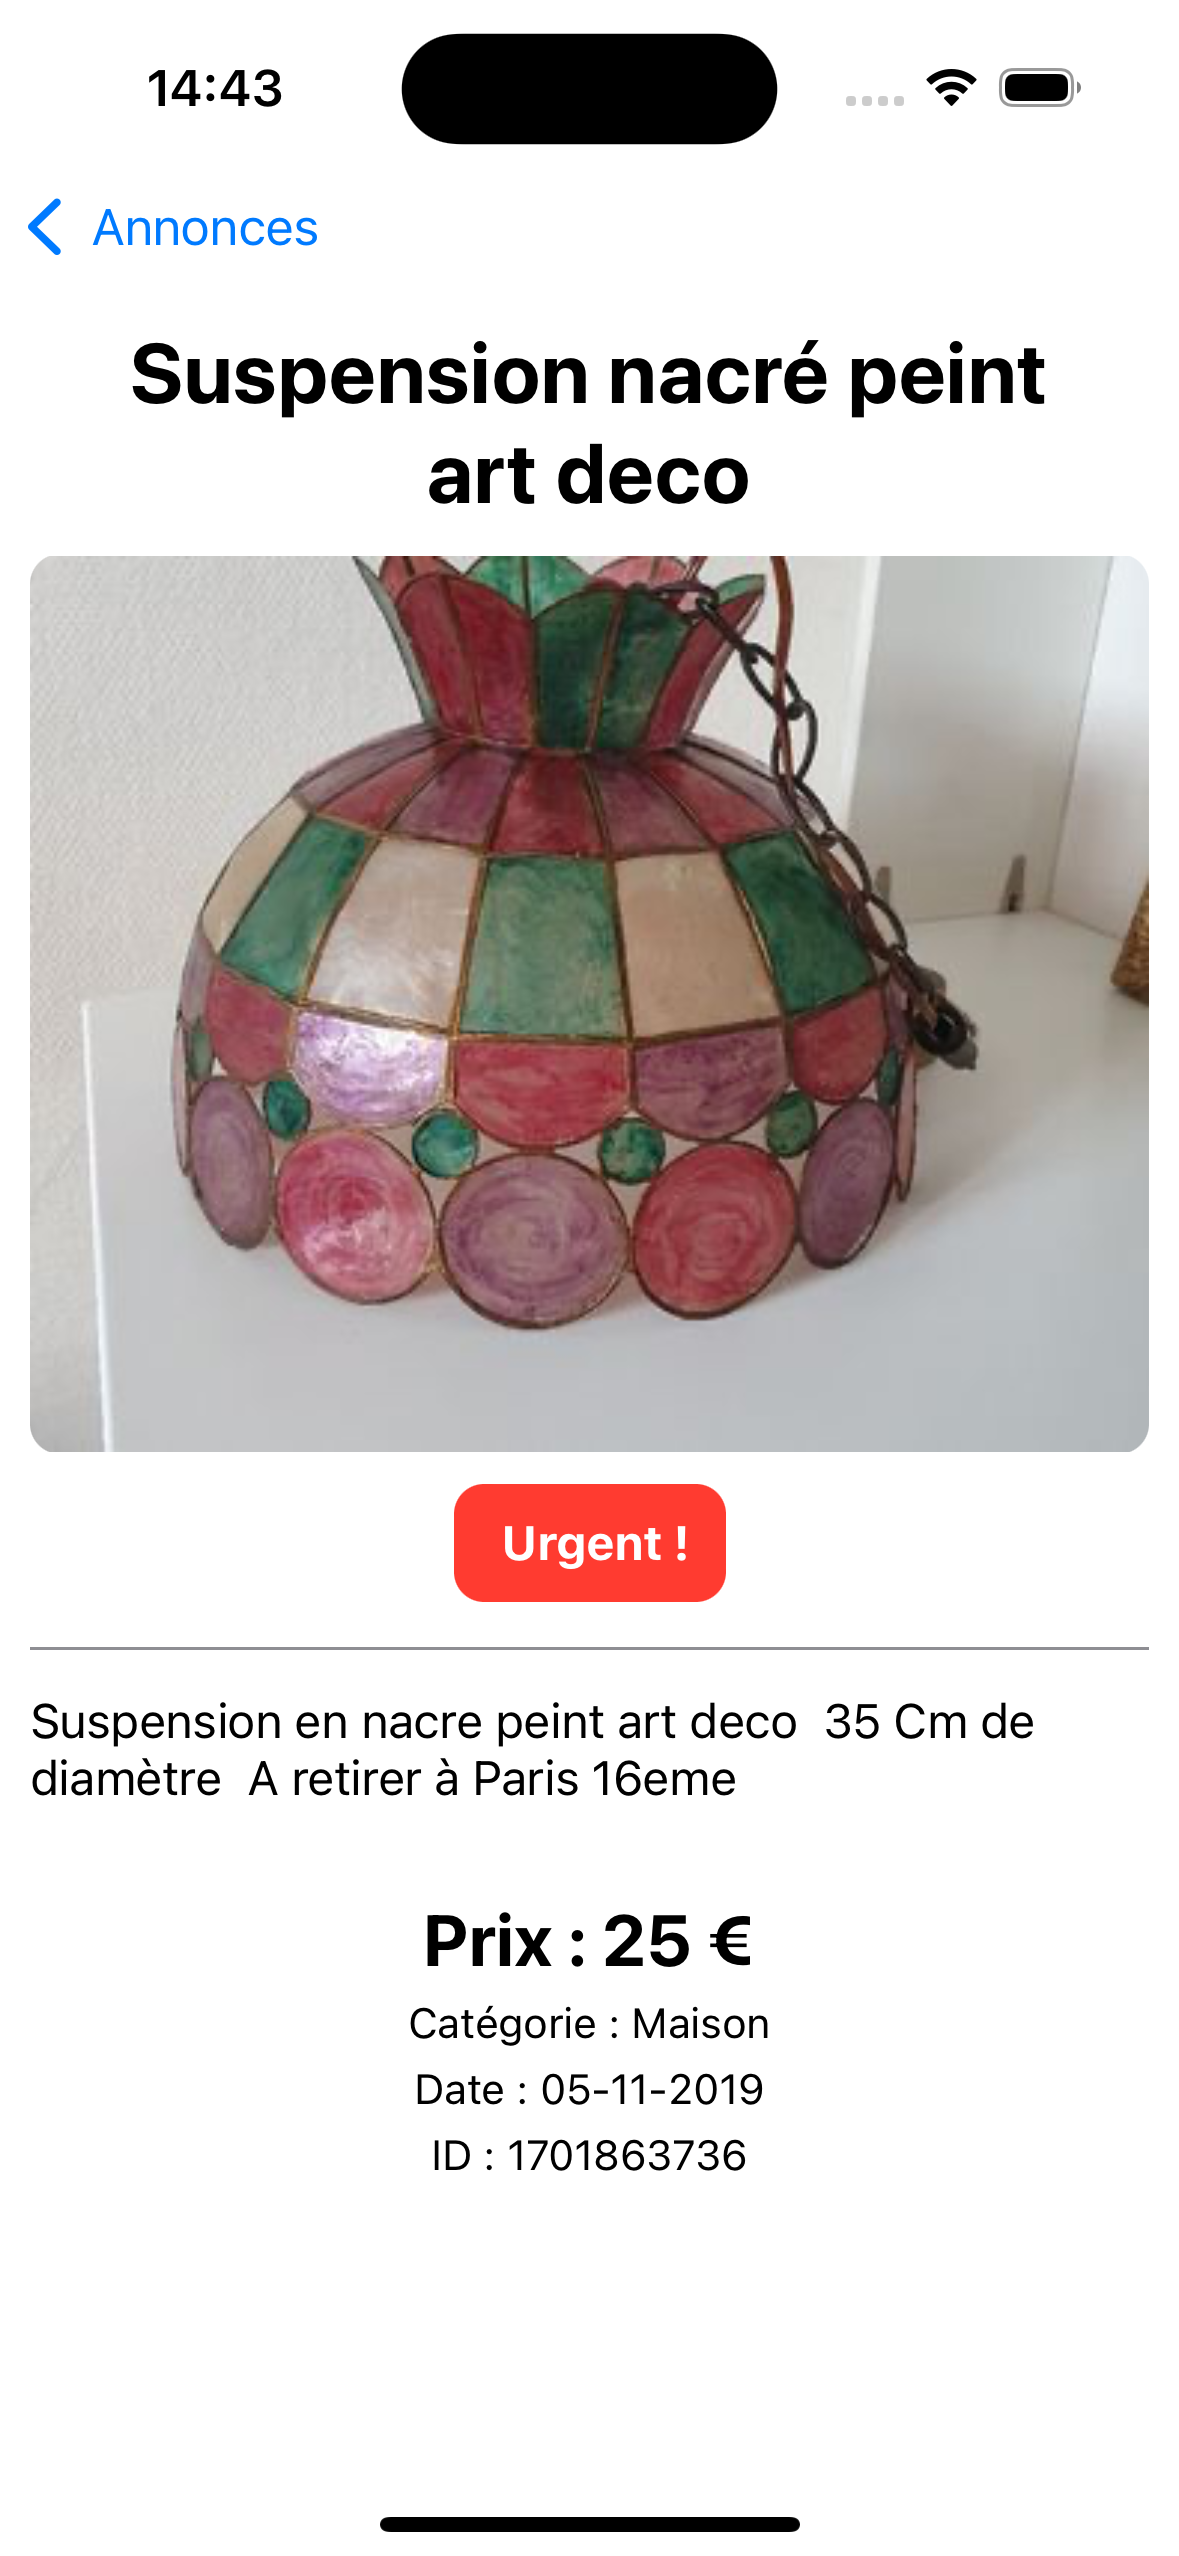 14:43
Annonces
Suspension nacré peint
art deco
Urgent !
Suspension en nacre peint art deco  35 Cm de
diamètre  A retirer à Paris 16eme
Prix : 25 €
Catégorie : Maison
Date : 05-11-2019
ID : 1701863736